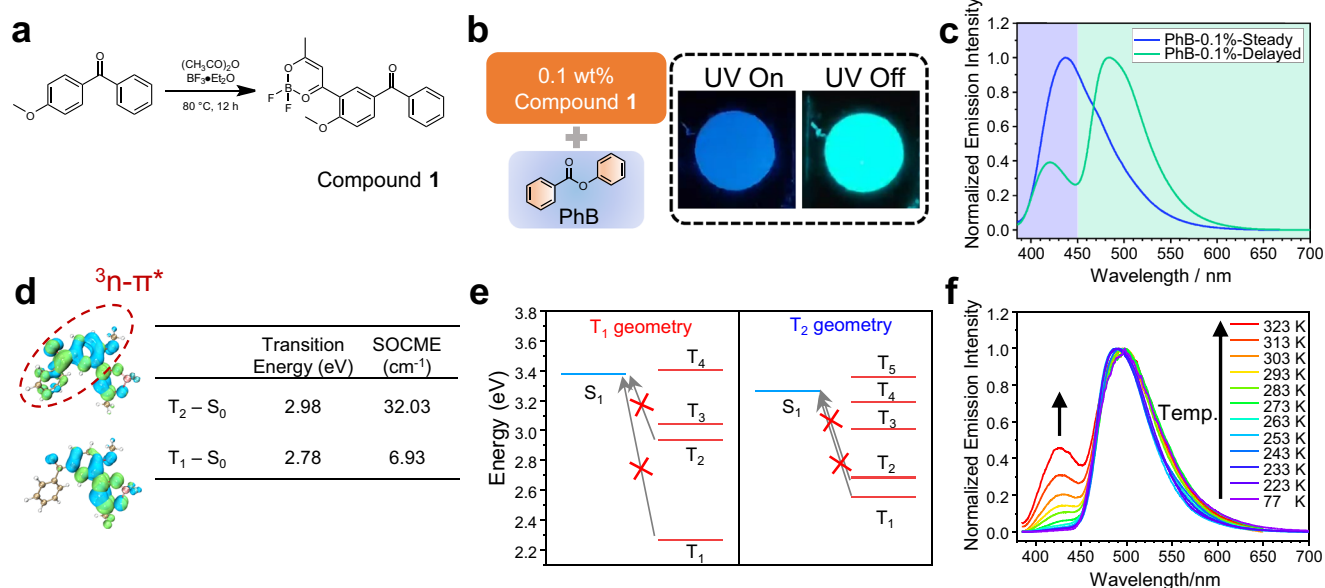 a
(CH3CO)2O
BF3•Et2O
80 °C, 12 h
O
O
O
O
B
F
F
O
O
O
Compound 1
b
0.1 wt%
Compound 1
O
O
PhB
UV On
UV Off
c
Normalized Emission Intensity
1.2
1.0
0.8
0.6
0.4
0.2
0.0
PhB-0.1%-Steady
PhB-0.1%-Delayed
400 450 500 550 600 650 700
Wavelength / nm
d
³n-π*
Transition Energy (eV)
SOCME (cm-1)
T2 – S0 2.98 32.03
T1 – S0 2.78 6.93
e
Energy (eV)
3.8
3.4
3.0
2.8
2.6
2.2
T1 geometry
S1
T4
T3
T2
T1
T2 geometry
S1
T5
T4
T3
T2
T1
f
Normalized Emission Intensity
1.2
1.0
0.8
0.6
0.4
0.2
0.0
Temp.
323 K
313 K
303 K
293 K
283 K
273 K
263 K
253 K
243 K
233 K
223 K
77 K
400 450 500 550 600 650 700
Wavelength/nm